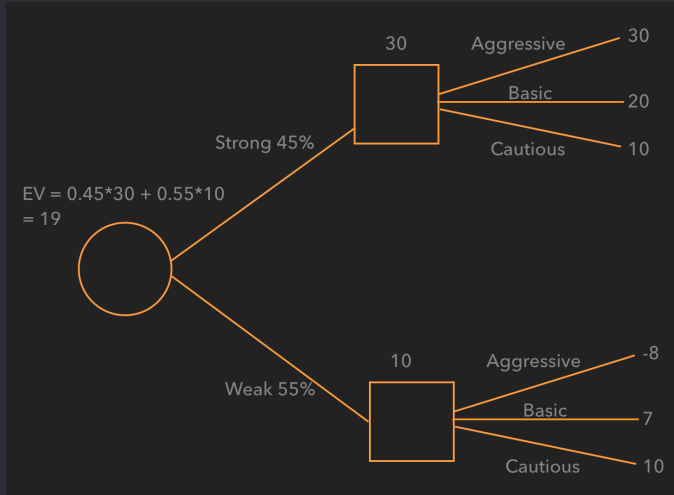 30
Aggressive
30
Basic
20
Cautious
10
Strong 45%
EV = 0.45*30 + 0.55*10
= 19
Weak 55%
10
Aggressive
-8
Basic
7
Cautious
10